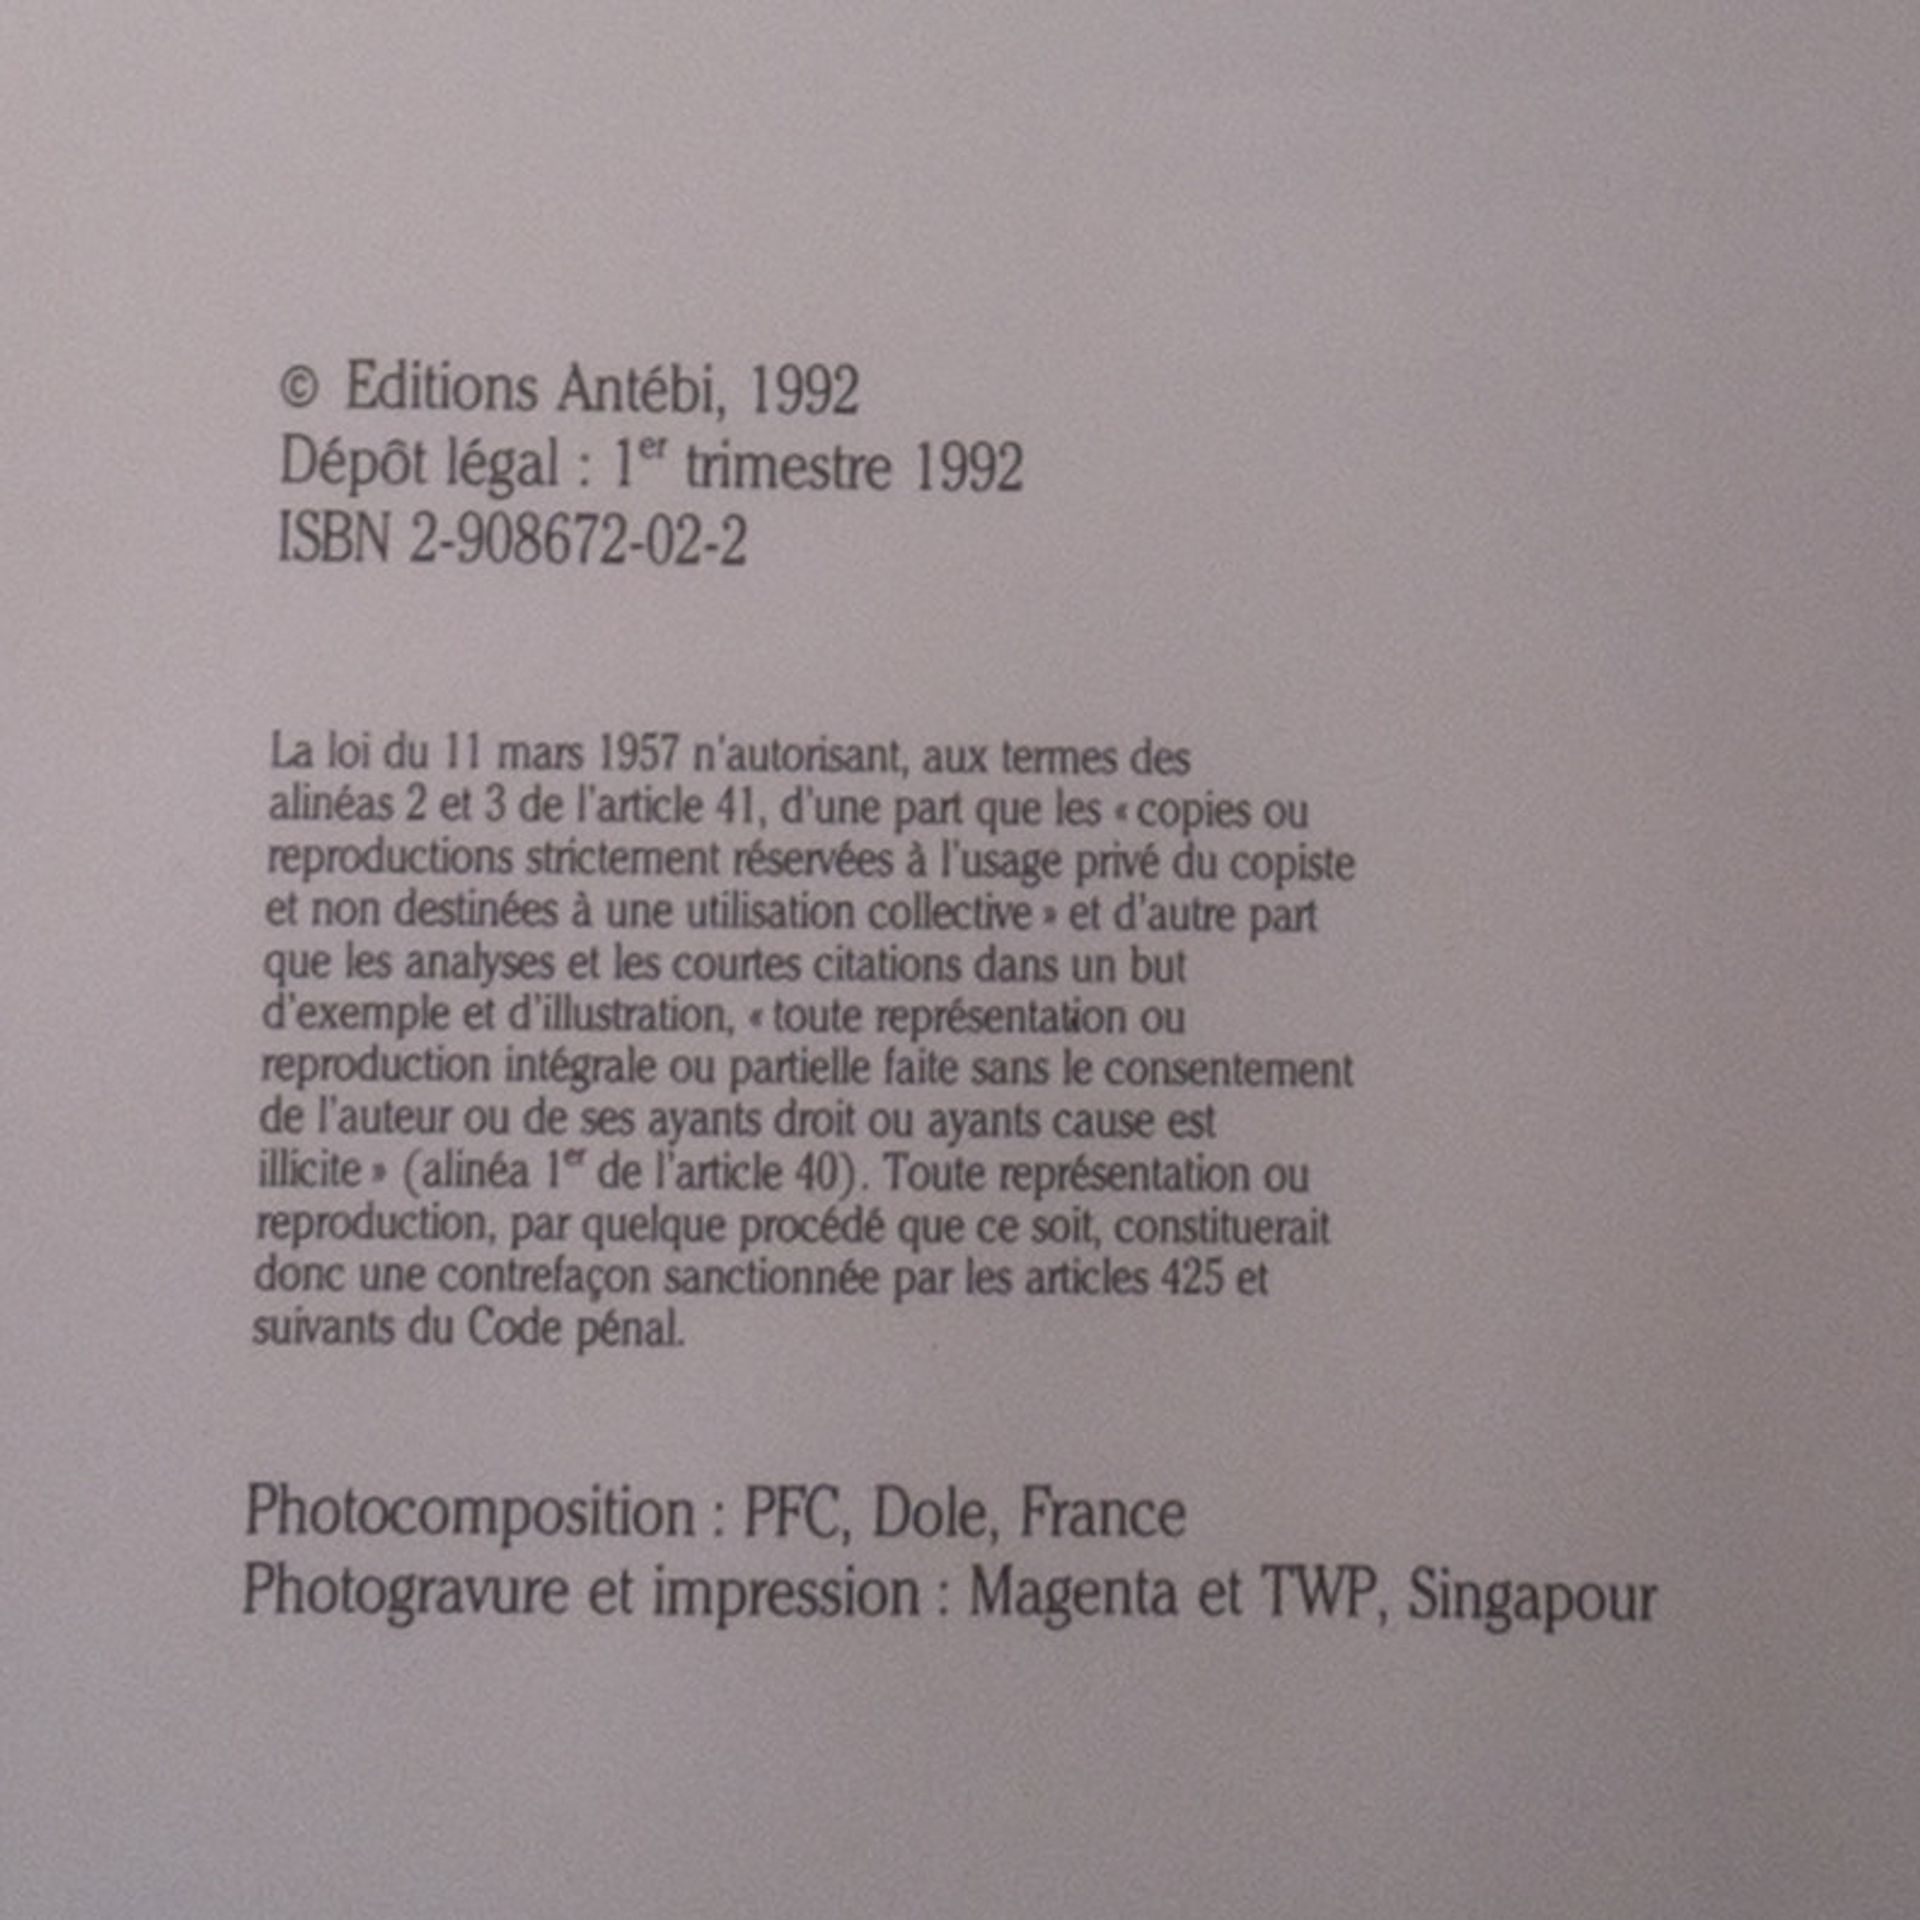 © Editions Antébi, 1992
Dépôt légal : 1er trimestre 1992
ISBN 2-908672-02-2
La loi du 11 mars 1957 n'autorisant, aux termes des
alinéas 2 et 3 de l'article 41, d'une part que les « copies ou
reproductions strictement réservées à l'usage privé du copiste
et non destinées à une utilisation collective » et d'autre part
que les analyses et les courtes citations dans un but
d'exemple et d'illustration, « toute représentation ou
reproduction intégrale ou partielle faite sans le consentement
de l'auteur ou de ses ayants droit ou ayants cause est
illicite » (alinéa 1er de l'article 40). Toute représentation ou
reproduction, par quelque procédé que ce soit, constituerait
donc une contrefaçon sanctionnée par les articles 425 et
suivants du Code pénal.
Photocomposition : PFC, Dole, France
Photogravure et impression : Magenta et TWP, Singapour